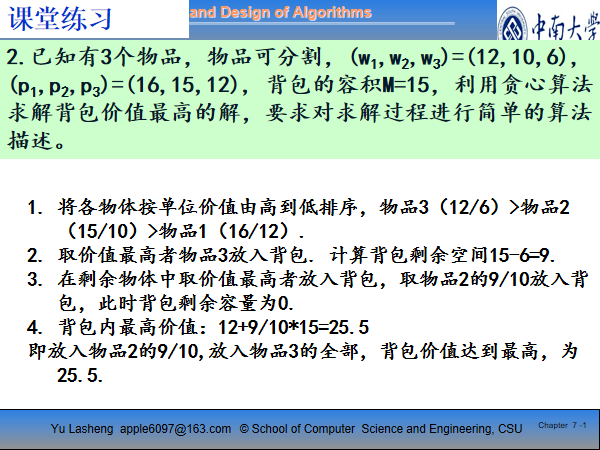 课堂练习
and Design of Algorithms
中南大学
2.已知有3个物品，物品可分割，(w1,w2,w3)=(12,10,6),
(p1,p2,p3)=(16,15,12)，背包的容积M=15，利用贪心算法
求解背包价值最高的解，要求对求解过程进行简单的算法
描述。
1. 将各物体按单位价值由高到低排序，物品3（12/6）>物品2
（15/10）>物品1（16/12）.
2. 取价值最高者物品3放入背包. 计算背包剩余空间15-6=9.
3. 在剩余物体中取价值最高者放入背包，取物品2的9/10放入背
包，此时背包剩余容量为0.
4. 背包内最高价值：12+9/10*15=25.5
即放入物品2的9/10,放入物品3的全部，背包价值达到最高，为
25.5.
Yu Lasheng apple6097@163.com © School of Computer Science and Engineering, CSU
Chapter 7 -1